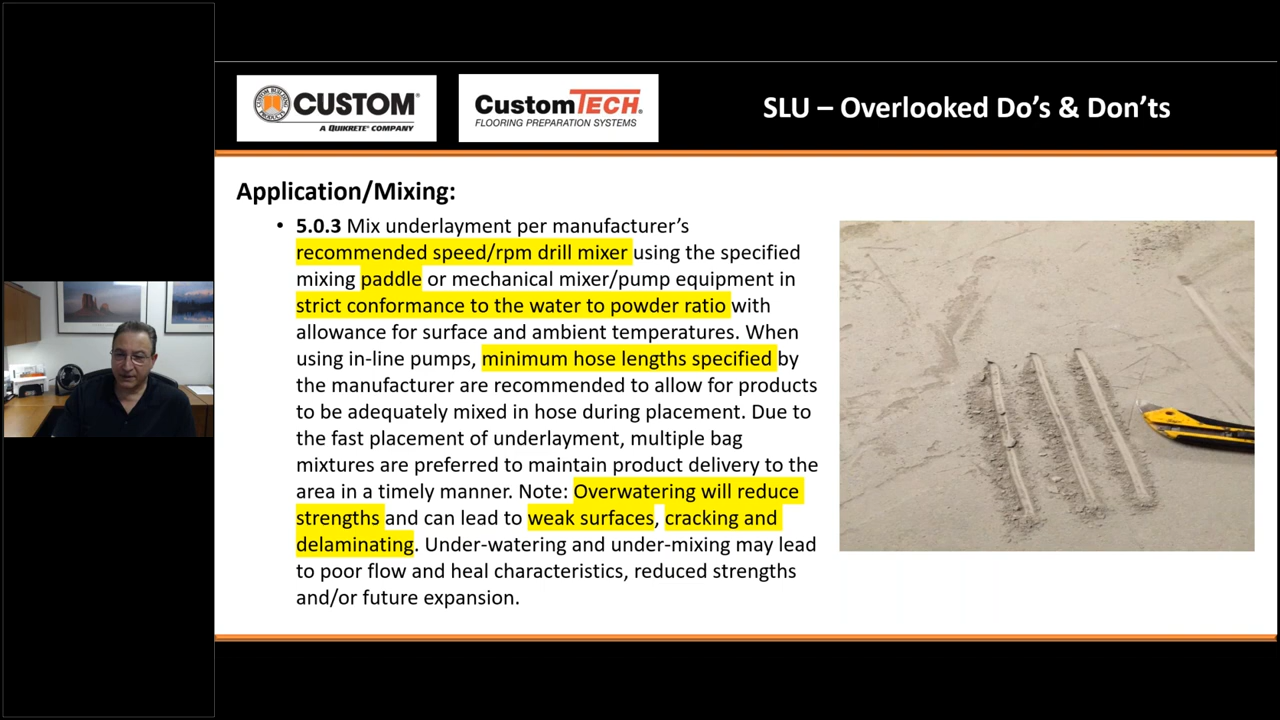 CUSTOM®
A QUIKRETE® COMPANY
CustomTECH®
FLOORING PREPARATION SYSTEMS
SLU – Overlooked Do's & Don'ts
Application/Mixing:
• 5.0.3 Mix underlayment per manufacturer's
recommended speed/rpm drill mixer using the specified
mixing paddle or mechanical mixer/pump equipment in
strict conformance to the water to powder ratio with
allowance for surface and ambient temperatures. When
using in-line pumps, minimum hose lengths specified by
the manufacturer are recommended to allow for products
to be adequately mixed in hose during placement. Due to
the fast placement of underlayment, multiple bag
mixtures are preferred to maintain product delivery to the
area in a timely manner. Note: Overwatering will reduce
strengths and can lead to weak surfaces, cracking and
delaminating. Under-watering and under-mixing may lead
to poor flow and heal characteristics, reduced strengths
and/or future expansion.